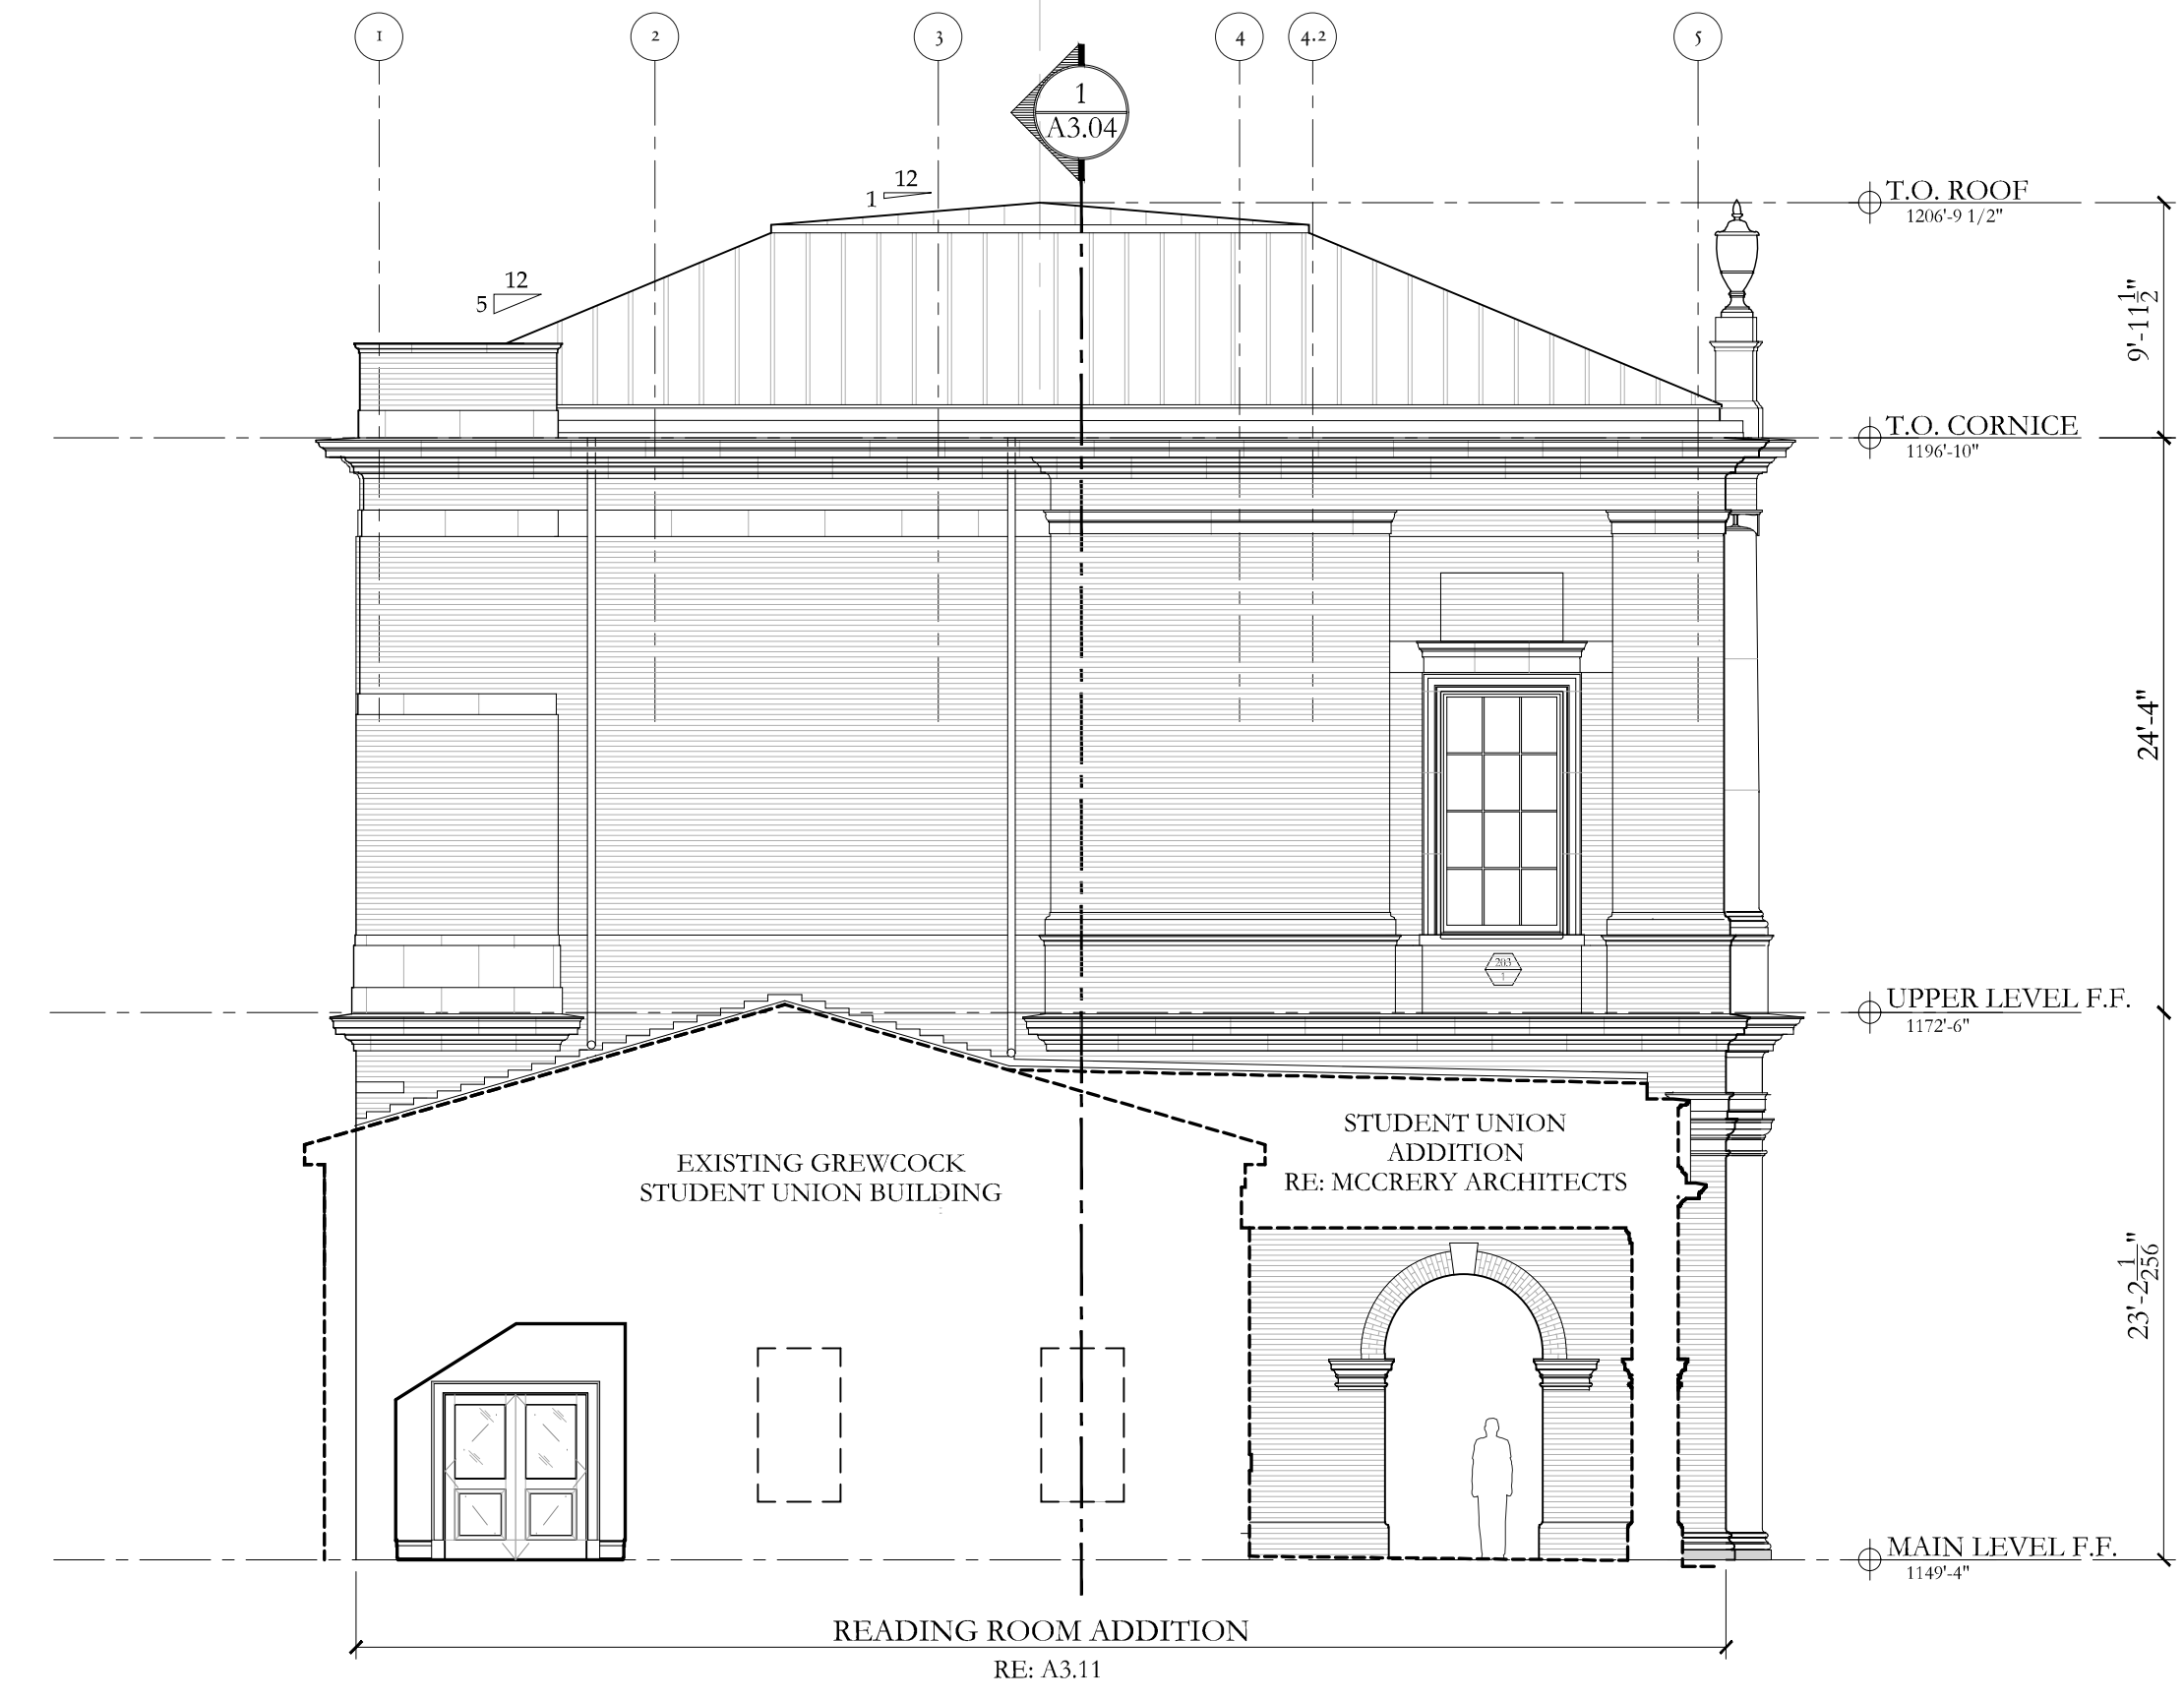 1
2
3
4
4.2
5
1
A3.04
12
1
12
5
T.O. ROOF
1206'-9 1/2"
9'-11 1/2"
T.O. CORNICE
1196'-10"
24'-4"
203
1
UPPER LEVEL F.F.
1172'-6"
STUDENT UNION
ADDITION
RE: MCCRERY ARCHITECTS
EXISTING GREWCOCK
STUDENT UNION BUILDING
23'-2 1/256"
MAIN LEVEL F.F.
1149'-4"
READING ROOM ADDITION
RE: A3.11